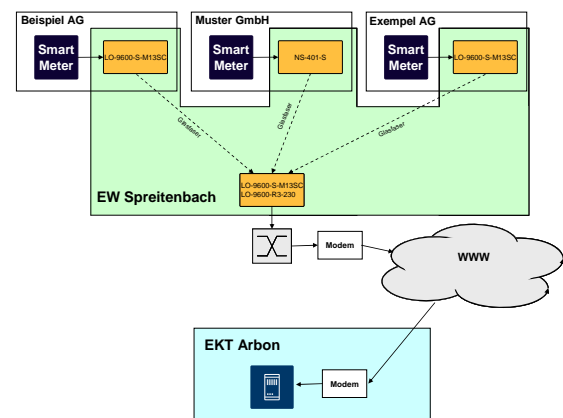 Beispiel AG
Muster GmbH
Exempel AG
Smart
Meter
LO-9600-S-M13SC
Smart
Meter
NS-401-S
Smart
Meter
LO-9600-S-M13SC
Glasfaser
Glasfaser
Glasfaser
LO-9600-S-M13SC
LO-9600-R3-230
EW Spreitenbach
Modem
WWW
EKT Arbon
Modem